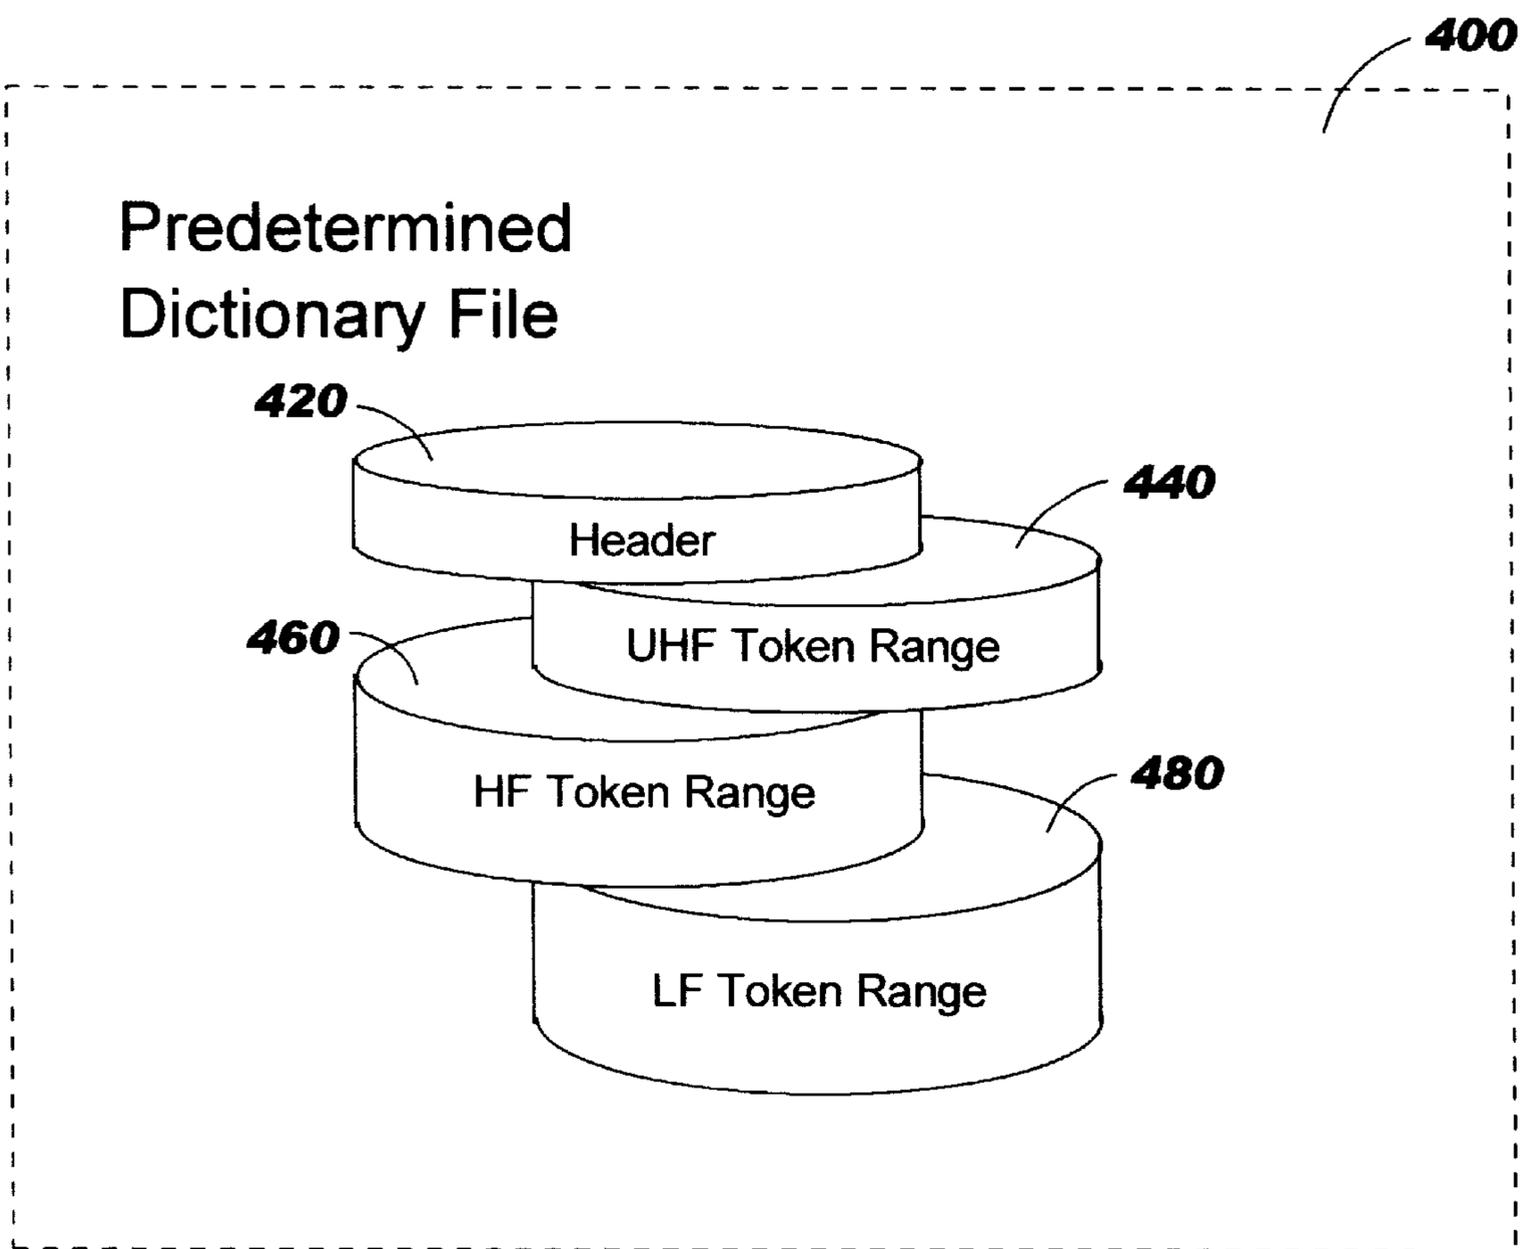 400
Predetermined
Dictionary File
420
Header
440
UHF Token Range
460
HF Token Range
480
LF Token Range